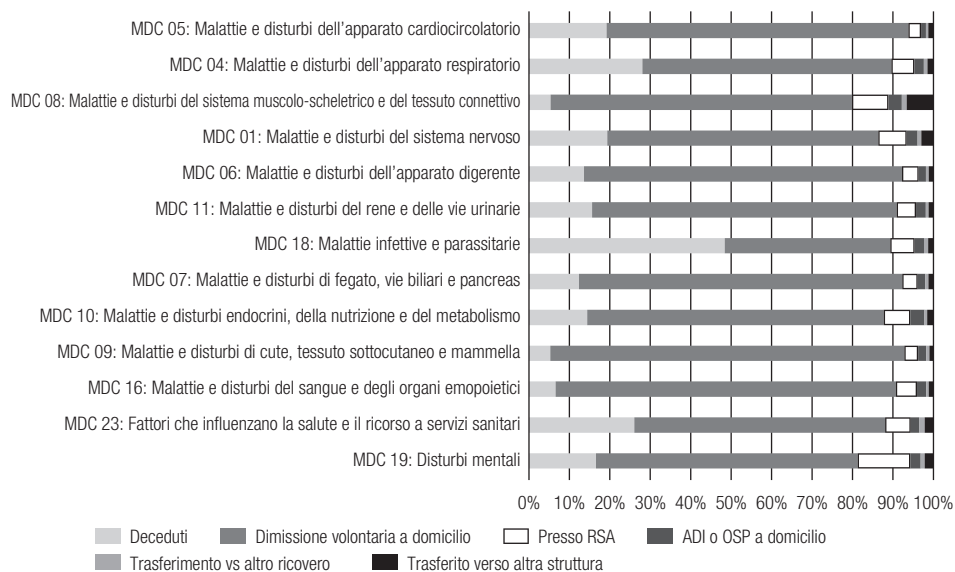 MDC 05: Malattie e disturbi dell'apparato cardiocircolatorio
MDC 04: Malattie e disturbi dell'apparato respiratorio
MDC 08: Malattie e disturbi del sistema muscolo-scheletrico e del tessuto connettivo
MDC 01: Malattie e disturbi del sistema nervoso
MDC 06: Malattie e disturbi dell'apparato digerente
MDC 11: Malattie e disturbi del rene e delle vie urinarie
MDC 18: Malattie infettive e parassitarie
MDC 07: Malattie e disturbi di fegato, vie biliari e pancreas
MDC 10: Malattie e disturbi endocrini, della nutrizione e del metabolismo
MDC 09: Malattie e disturbi di cute, tessuto sottocutaneo e mammella
MDC 16: Malattie e disturbi del sangue e degli organi emopoietici
MDC 23: Fattori che influenzano la salute e il ricorso a servizi sanitari
MDC 19: Disturbi mentali
0% 10% 20% 30% 40% 50% 60% 70% 80% 90% 100%
Deceduti Dimissione volontaria a domicilio Presso RSA ADI o OSP a domicilio
Trasferimento vs altro ricovero Trasferito verso altra struttura